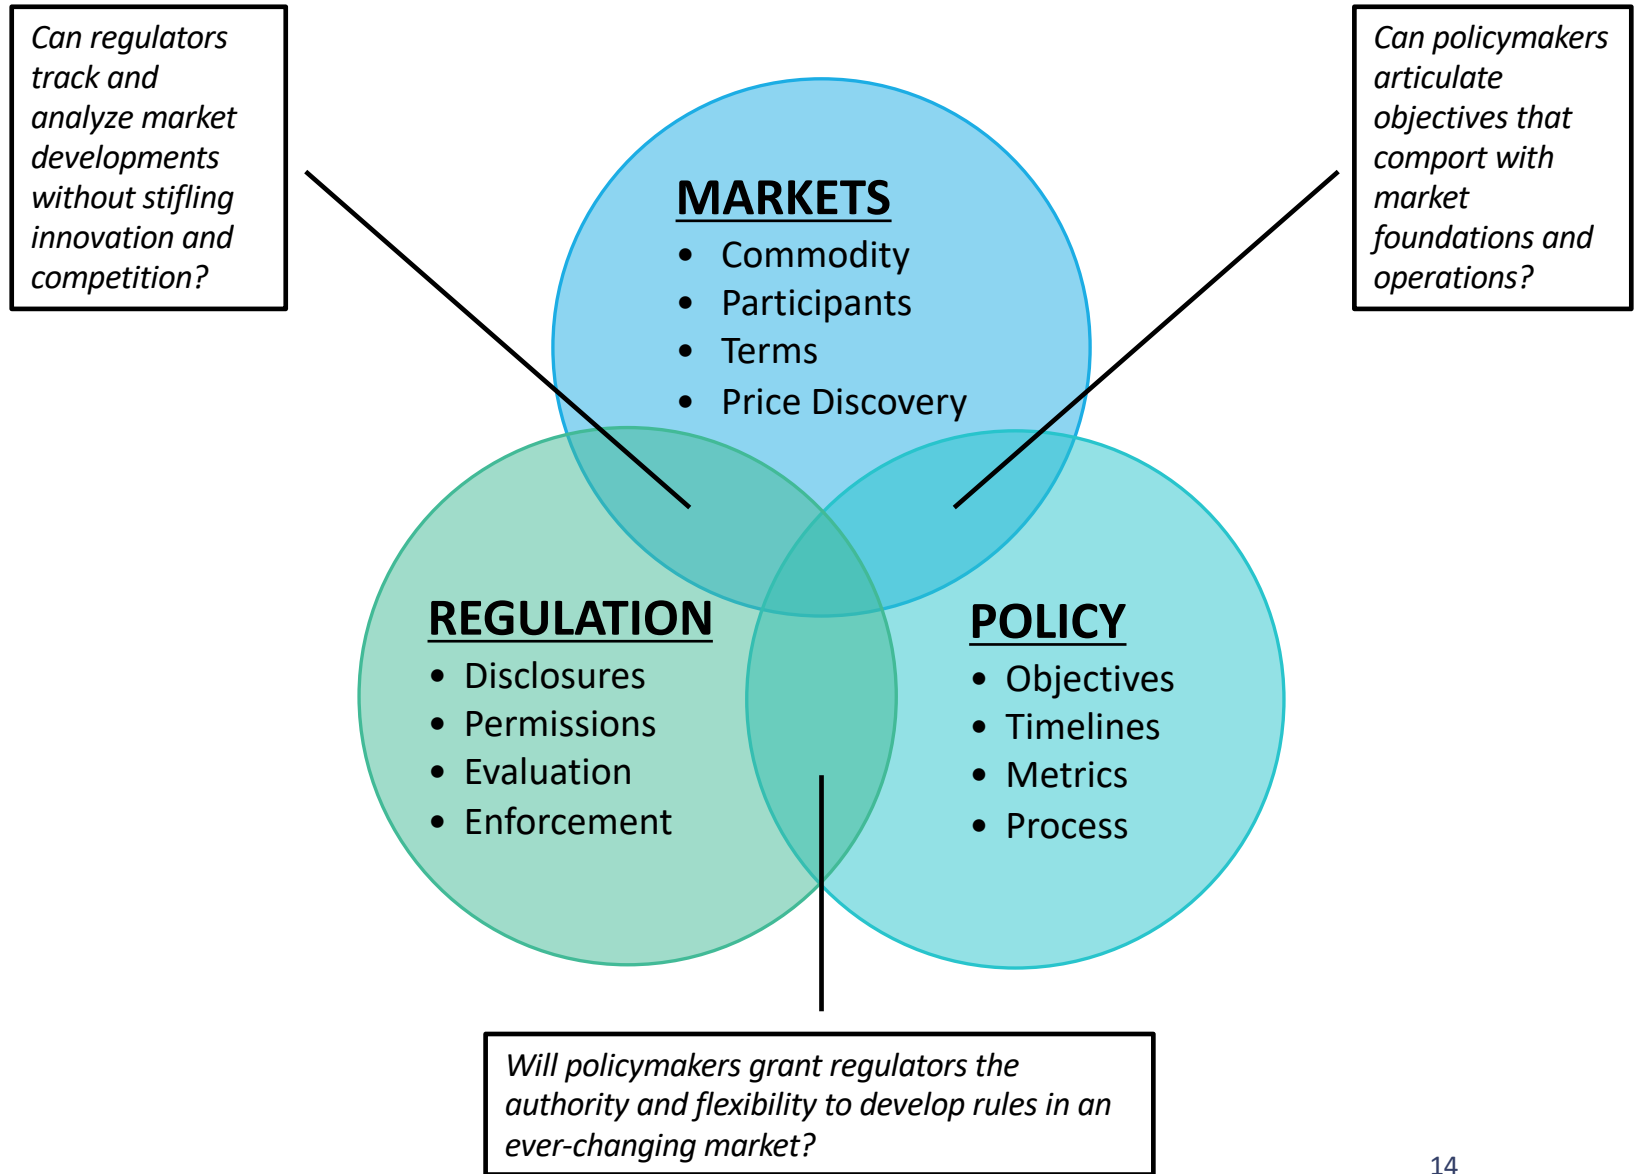 Can regulators
track and
analyze market
developments
without stifling
innovation and
competition?
Can policymakers
articulate
objectives that
comport with
market
foundations and
operations?
MARKETS
• Commodity
• Participants
• Terms
• Price Discovery
REGULATION
• Disclosures
• Permissions
• Evaluation
• Enforcement
POLICY
• Objectives
• Timelines
• Metrics
• Process
Will policymakers grant regulators the
authority and flexibility to develop rules in an
ever-changing market?
14